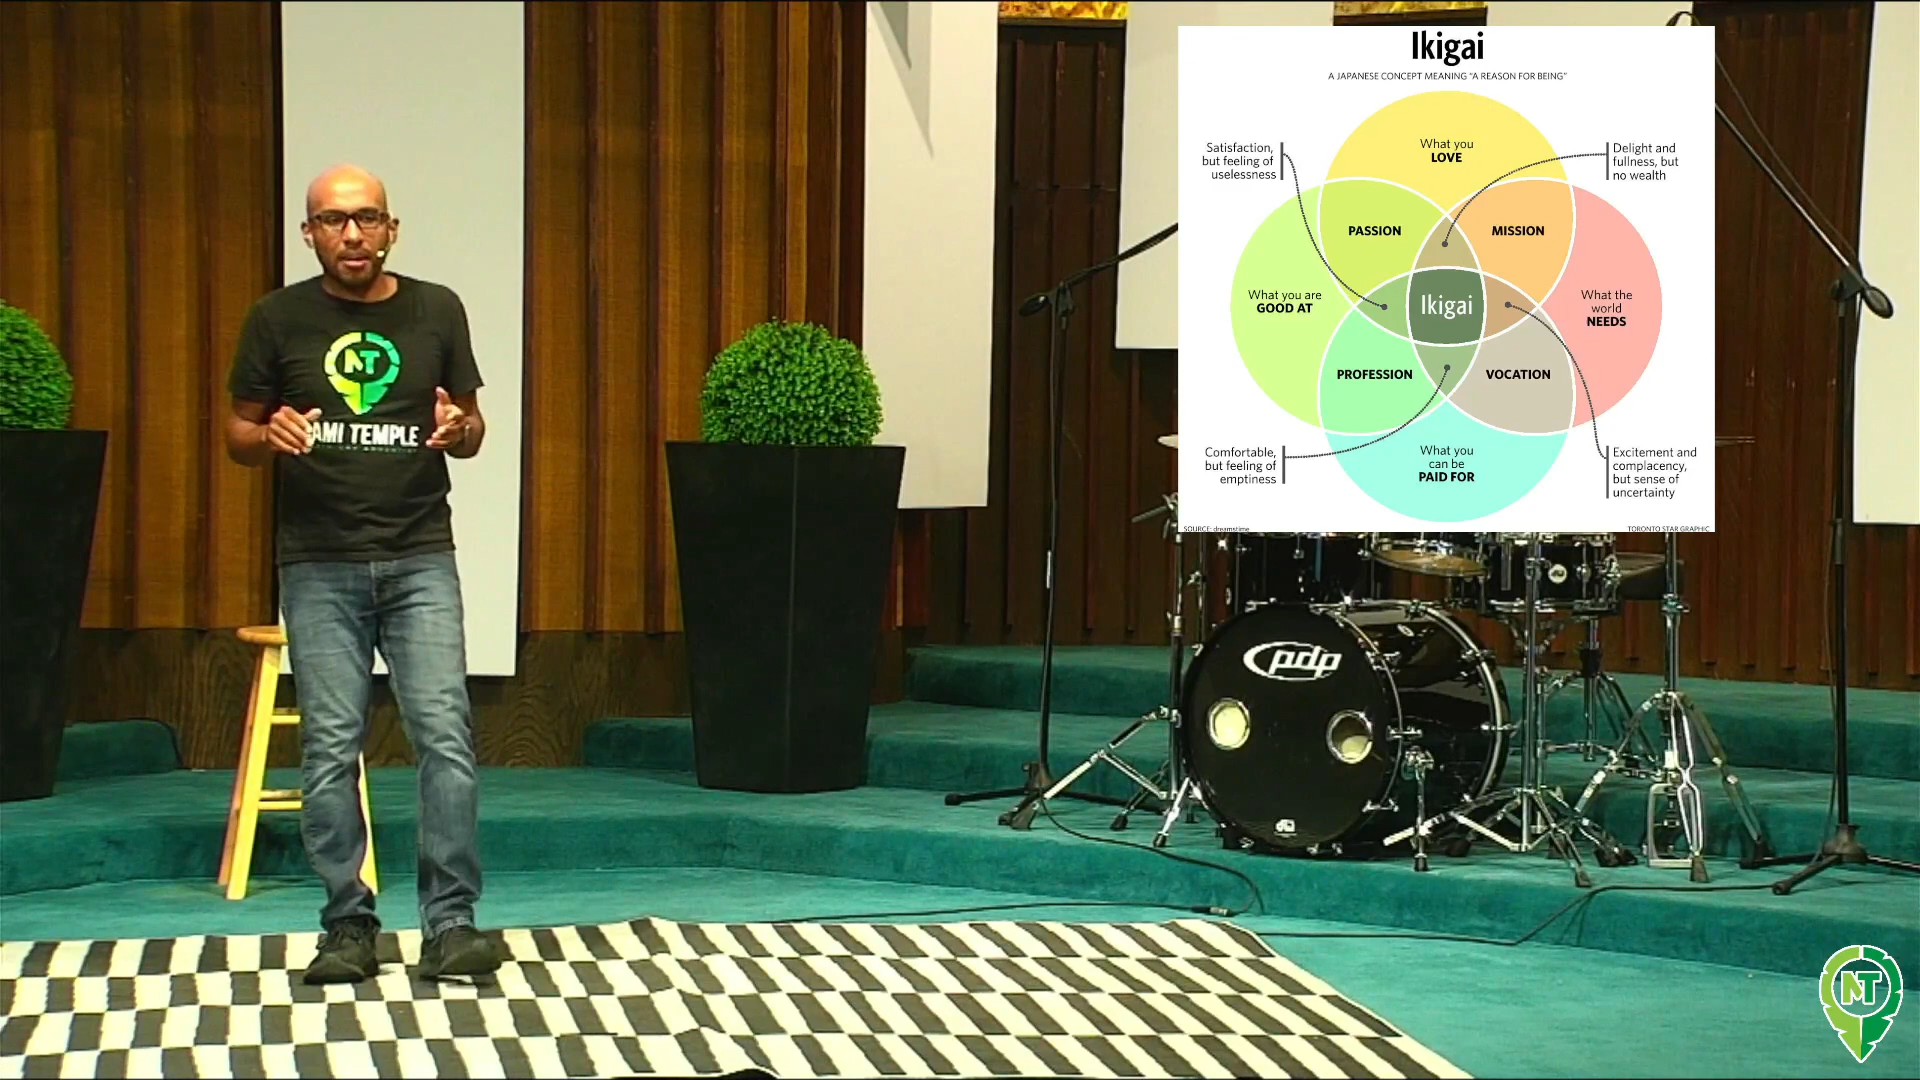 Ikigai
A JAPANESE CONCEPT MEANING "A REASON FOR BEING"
What you
LOVE
Satisfaction,
but feeling of
uselessness
Delight and
fullness, but
no wealth
PASSION
MISSION
What you are
GOOD AT
Ikigai
What the
world
NEEDS
PROFESSION
VOCATION
What you
can be
PAID FOR
Comfortable,
but feeling of
emptiness
Excitement and
complacency,
but sense of
uncertainty
SOURCE: dreamstime
TORONTO STAR GRAPHIC
NT
AMI TEMPLE
pdp
NT